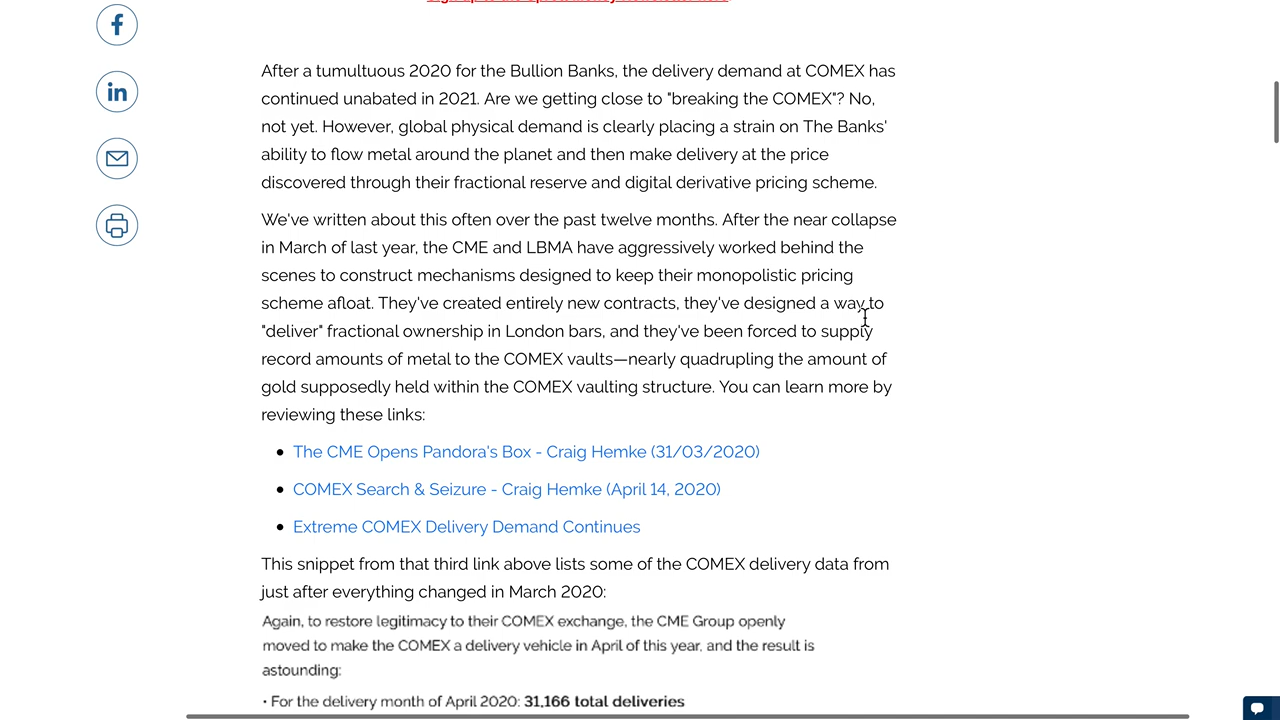 After a tumultuous 2020 for the Bullion Banks, the delivery demand at COMEX has
continued unabated in 2021. Are we getting close to "breaking the COMEX"? No,
not yet. However, global physical demand is clearly placing a strain on The Banks'
ability to flow metal around the planet and then make delivery at the price
discovered through their fractional reserve and digital derivative pricing scheme.
We've written about this often over the past twelve months. After the near collapse
in March of last year, the CME and LBMA have aggressively worked behind the
scenes to construct mechanisms designed to keep their monopolistic pricing
scheme afloat. They've created entirely new contracts, they've designed a way to
"deliver" fractional ownership in London bars, and they've been forced to supply
record amounts of metal to the COMEX vaults—nearly quadrupling the amount of
gold supposedly held within the COMEX vaulting structure. You can learn more by
reviewing these links:
• The CME Opens Pandora's Box - Craig Hemke (31/03/2020)
• COMEX Search & Seizure - Craig Hemke (April 14, 2020)
• Extreme COMEX Delivery Demand Continues
This snippet from that third link above lists some of the COMEX delivery data from
just after everything changed in March 2020:
Again, to restore legitimacy to their COMEX exchange, the CME Group openly
moved to make the COMEX a delivery vehicle in April of this year, and the result is
astounding:
• For the delivery month of April 2020: 31,166 total deliveries